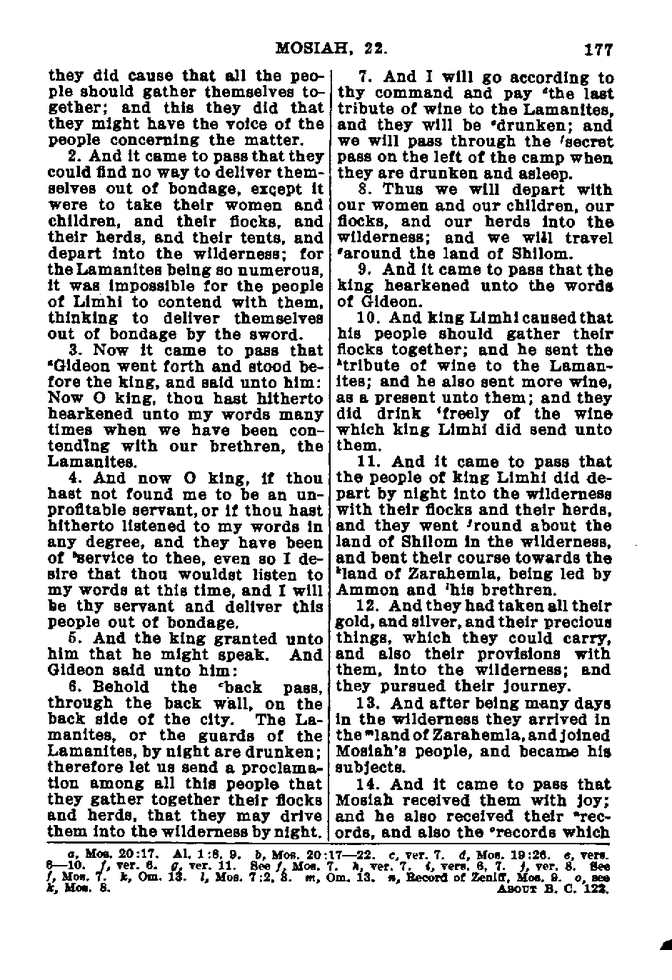 MOSIAH, 22. 177
they did cause that all the peo-
ple should gather themselves to-
gether; and this they did that
they might have the voice of the
people concerning the matter.
2. And it came to pass that they
could find no way to deliver them-
selves out of bondage, except it
were to take their women and
children, and their flocks, and
their herds, and their tents, and
depart into the wilderness; for
the Lamanites being so numerous,
it was impossible for the people
of Limhi to contend with them,
thinking to deliver themselves
out of bondage by the sword.
3. Now it came to pass that
ᵃGideon went forth and stood be-
fore the king, and said unto him:
Now O king, thou hast hitherto
hearkened unto my words many
times when we have been con-
tending with our brethren, the
Lamanites.
4. And now O king, if thou
hast not found me to be an un-
profitable servant, or if thou hast
hitherto listened to my words in
any degree, and they have been
of ᵇservice to thee, even so I de-
sire that thou wouldst listen to
my words at this time, and I will
be thy servant and deliver this
people out of bondage.
5. And the king granted unto
him that he might speak. And
Gideon said unto him:
6. Behold the ᶜback pass,
through the back wall, on the
back side of the city. The La-
manites, or the guards of the
Lamanites, by night are drunken;
therefore let us send a proclama-
tion among all this people that
they gather together their flocks
and herds, that they may drive
them into the wilderness by night.
7. And I will go according to
thy command and pay ᵈthe last
tribute of wine to the Lamanites,
and they will be ᵉdrunken; and
we will pass through the ᶠsecret
pass on the left of the camp when
they are drunken and asleep.
8. Thus we will depart with
our women and our children, our
flocks, and our herds into the
wilderness; and we will travel
ᵍaround the land of Shilom.
9. And it came to pass that the
king hearkened unto the words
of Gideon.
10. And king Limhi caused that
his people should gather their
flocks together; and he sent the
ʰtribute of wine to the Laman-
ites; and he also sent more wine,
as a present unto them; and they
did drink ⁱfreely of the wine
which king Limhi did send unto
them.
11. And it came to pass that
the people of king Limhi did de-
part by night into the wilderness
with their flocks and their herds,
and they went ʲround about the
land of Shilom in the wilderness,
and bent their course towards the
ᵏland of Zarahemla, being led by
Ammon and ˡhis brethren.
12. And they had taken all their
gold, and silver, and their precious
things, which they could carry,
and also their provisions with
them, into the wilderness; and
they pursued their journey.
13. And after being many days
in the wilderness they arrived in
the ᵐland of Zarahemla, and joined
Mosiah's people, and became his
subjects.
14. And it came to pass that
Mosiah received them with joy;
and he also received their ⁿrec-
ords, and also the ᵒrecords which
a, Mos. 20:17. Al. 1:8, 9. b, Mos. 20:17—22. c, ver. 7. d, Mos. 19:26. e, vers.
6—10. f, ver. 6. g, ver. 11. See f, Mos. 7. h, ver. 7. i, vers. 6, 7. j, ver. 8. See
f, Mos. 7. k, Om. 13. l, Mos. 7:2, 3. m, Om. 13. n, Record of Zeniff, Mos. 9. o, see
k, Mos. 8. ABOUT B. C. 122.